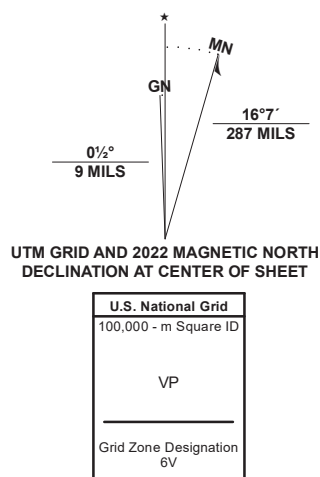 ★
MN
GN
16°7´
287 MILS
0½°
9 MILS
UTM GRID AND 2022 MAGNETIC NORTH
DECLINATION AT CENTER OF SHEET
U.S. National Grid
100,000 - m Square ID
VP
Grid Zone Designation
6V